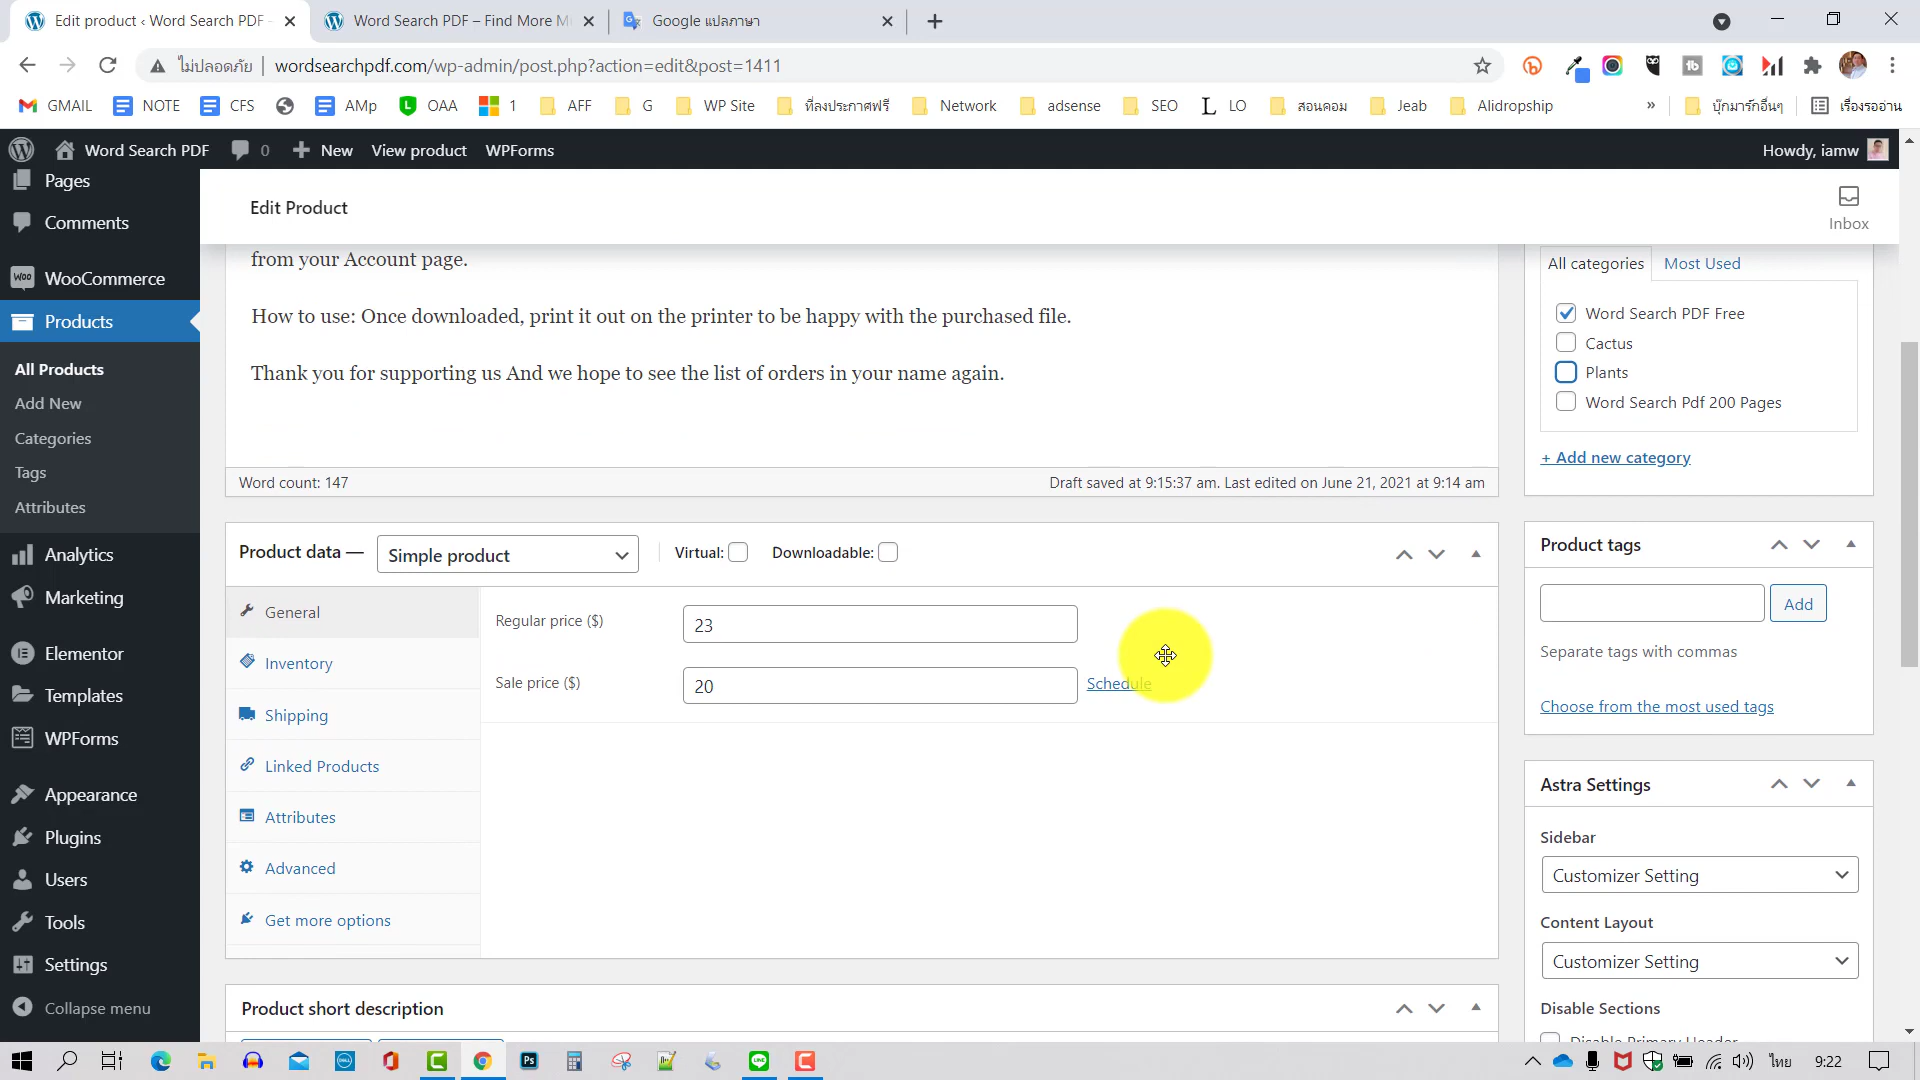 Edit product ‹ Word Search PDF -
Word Search PDF – Find More M
Google แปลภาษา
ไม่ปลอดภัย | wordsearchpdf.com/wp-admin/post.php?action=edit&post=1411
GMAIL
NOTE
CFS
AMp
OAA
1
AFF
G
WP Site
ที่ลงประกาศฟรี
Network
adsense
SEO
LO
สอนคอม
Jeab
Alidropship
»
บุ๊กมาร์กอื่นๆ
เรื่องรออ่าน
Word Search PDF
0
New
View product
WPForms
Howdy, iamw
Pages
Comments
WooCommerce
Products
All Products
Add New
Categories
Tags
Attributes
Analytics
Marketing
Elementor
Templates
WPForms
Appearance
Plugins
Users
Tools
Settings
Collapse menu
Edit Product
Inbox
from your Account page.
How to use: Once downloaded, print it out on the printer to be happy with the purchased file.
Thank you for supporting us And we hope to see the list of orders in your name again.
Word count: 147
Draft saved at 9:15:37 am. Last edited on June 21, 2021 at 9:14 am
Product data —
Simple product
Virtual:
Downloadable:
General
Inventory
Shipping
Linked Products
Attributes
Advanced
Get more options
Regular price ($)
23
Sale price ($)
20
Schedule
Product short description
All categories
Most Used
Word Search PDF Free
Cactus
Plants
Word Search Pdf 200 Pages
+ Add new category
Product tags
Add
Separate tags with commas
Choose from the most used tags
Astra Settings
Sidebar
Customizer Setting
Content Layout
Customizer Setting
Disable Sections
Disable Primary Header
ไทย
9:22